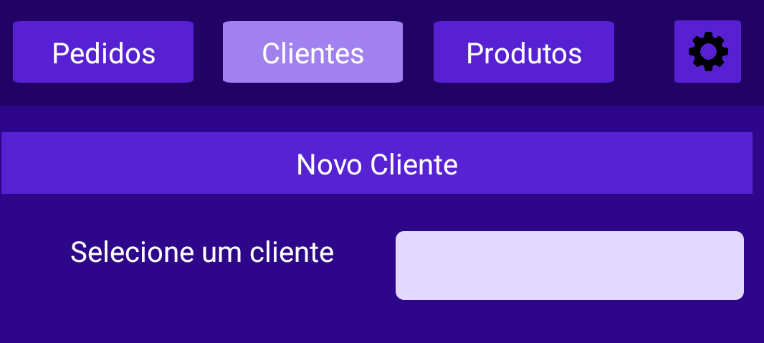 Pedidos Clientes Produtos
Novo Cliente
Selecione um cliente